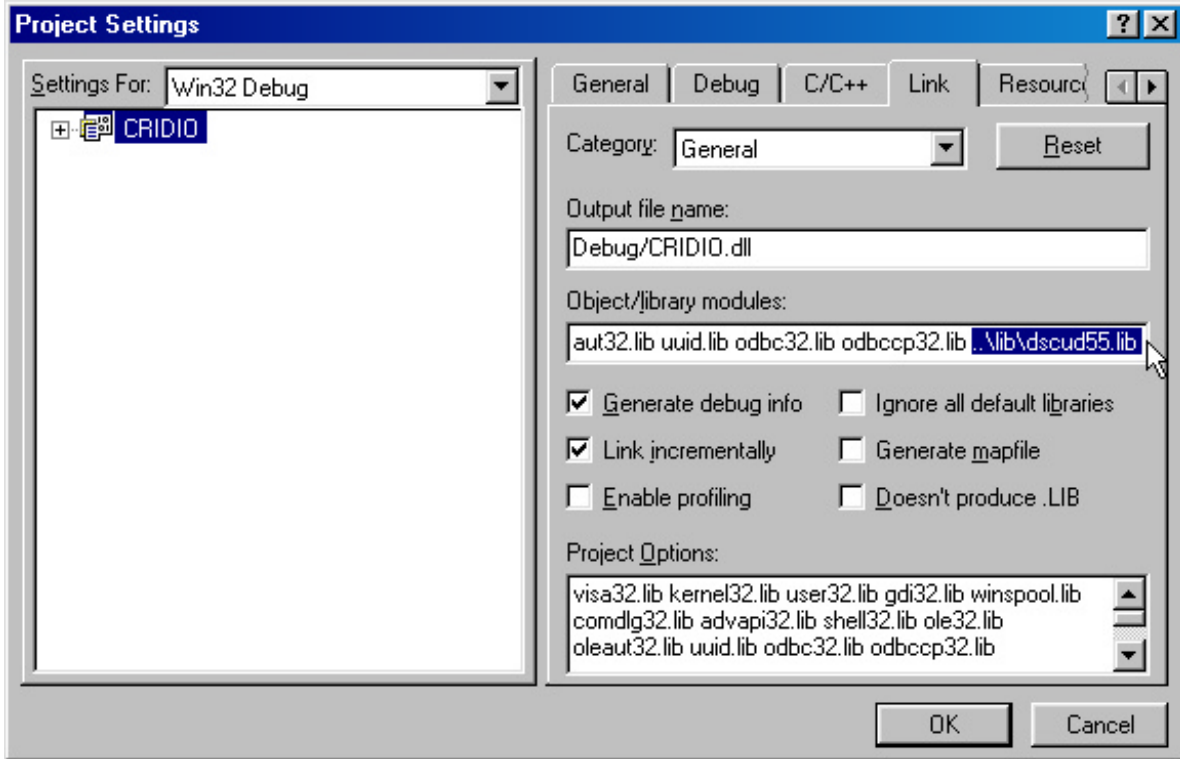 Project Settings
Settings For: Win32 Debug
CRIDIO
General Debug C/C++ Link Resourc
Category: General Reset
Output file name:
Debug/CRIDIO.dll
Object/library modules:
aut32.lib uuid.lib odbc32.lib odbccp32.lib ..\lib\dscud55.lib
Generate debug info Ignore all default libraries
Link incrementally Generate mapfile
Enable profiling Doesn't produce .LIB
Project Options:
visa32.lib kernel32.lib user32.lib gdi32.lib winspool.lib
comdlg32.lib advapi32.lib shell32.lib ole32.lib
oleaut32.lib uuid.lib odbc32.lib odbccp32.lib
OK Cancel